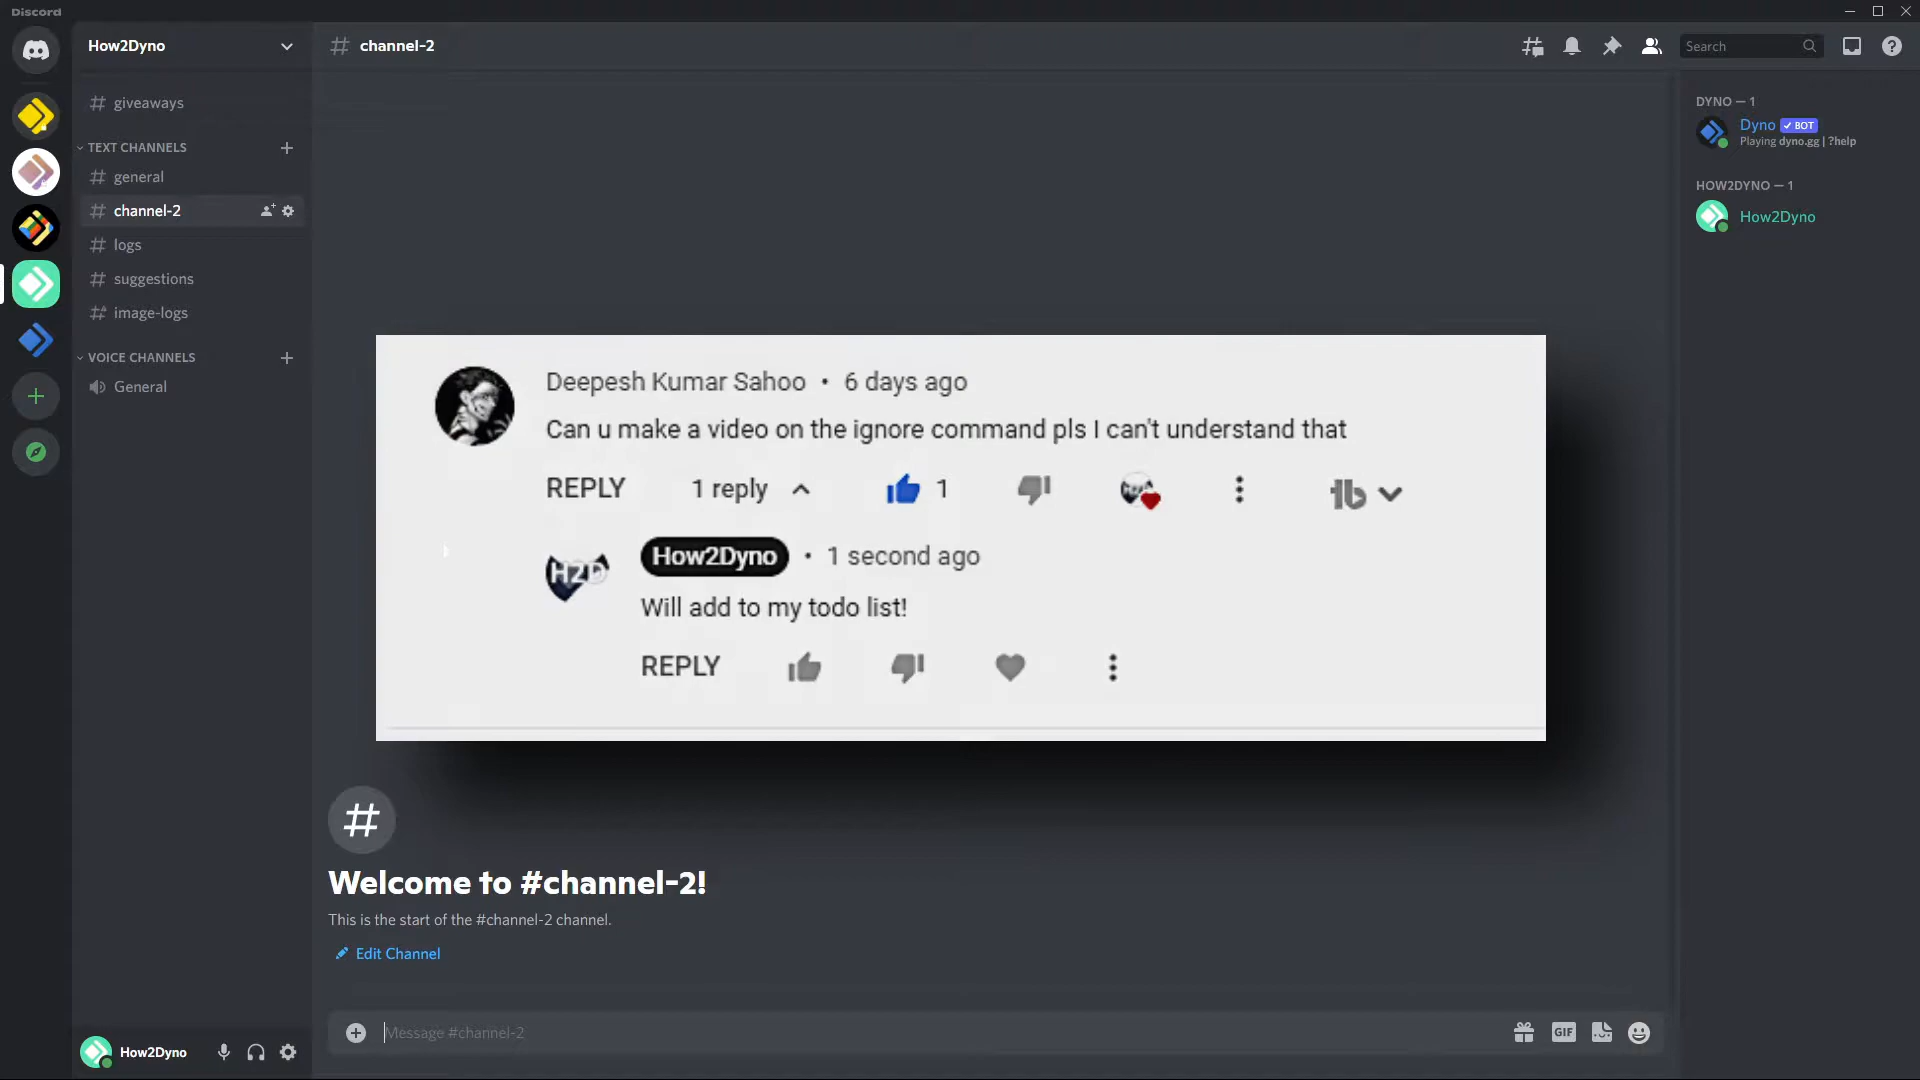 Discord
How2Dyno
giveaways
TEXT CHANNELS
general
channel-2
logs
suggestions
image-logs
VOICE CHANNELS
General
How2Dyno
channel-2
Search
Deepesh Kumar Sahoo • 6 days ago
Can u make a video on the ignore command pls I can't understand that
REPLY 1 reply 1
H2D
How2Dyno • 1 second ago
Will add to my todo list!
REPLY
Welcome to #channel-2!
This is the start of the #channel-2 channel.
Edit Channel
Message #channel-2
GIF
DYNO — 1
Dyno BOT
Playing dyno.gg | ?help
HOW2DYNO — 1
How2Dyno